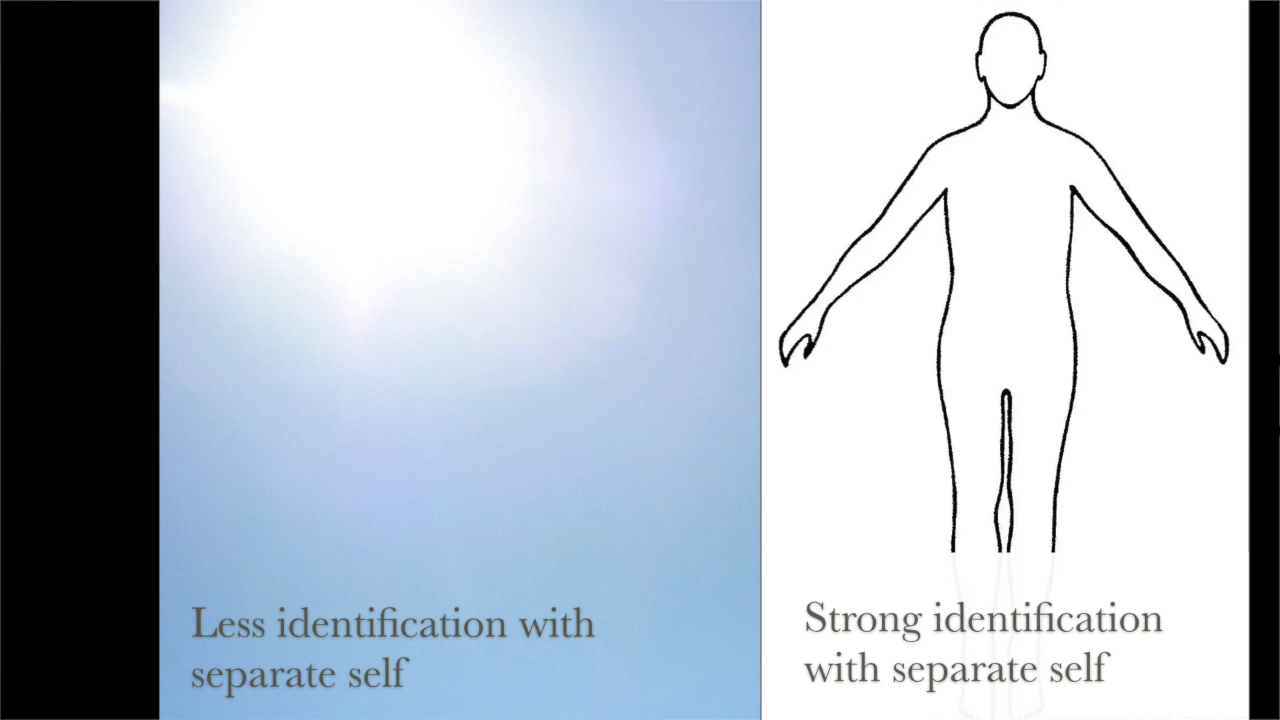 Less identification with
separate self
Strong identification
with separate self